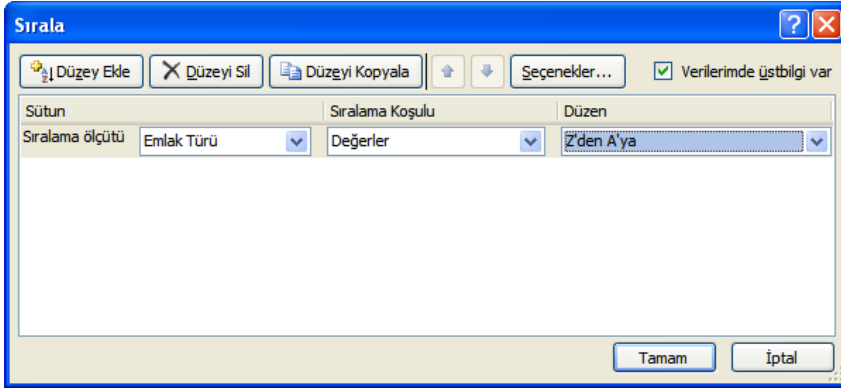 Sırala
Düzey Ekle Düzeyi Sil Düzeyi Kopyala Seçenekler... Verilerimde üstbilgi var
Sütun Sıralama Koşulu Düzen
Sıralama ölçütü Emlak Türü Değerler Z'den A'ya
Tamam İptal